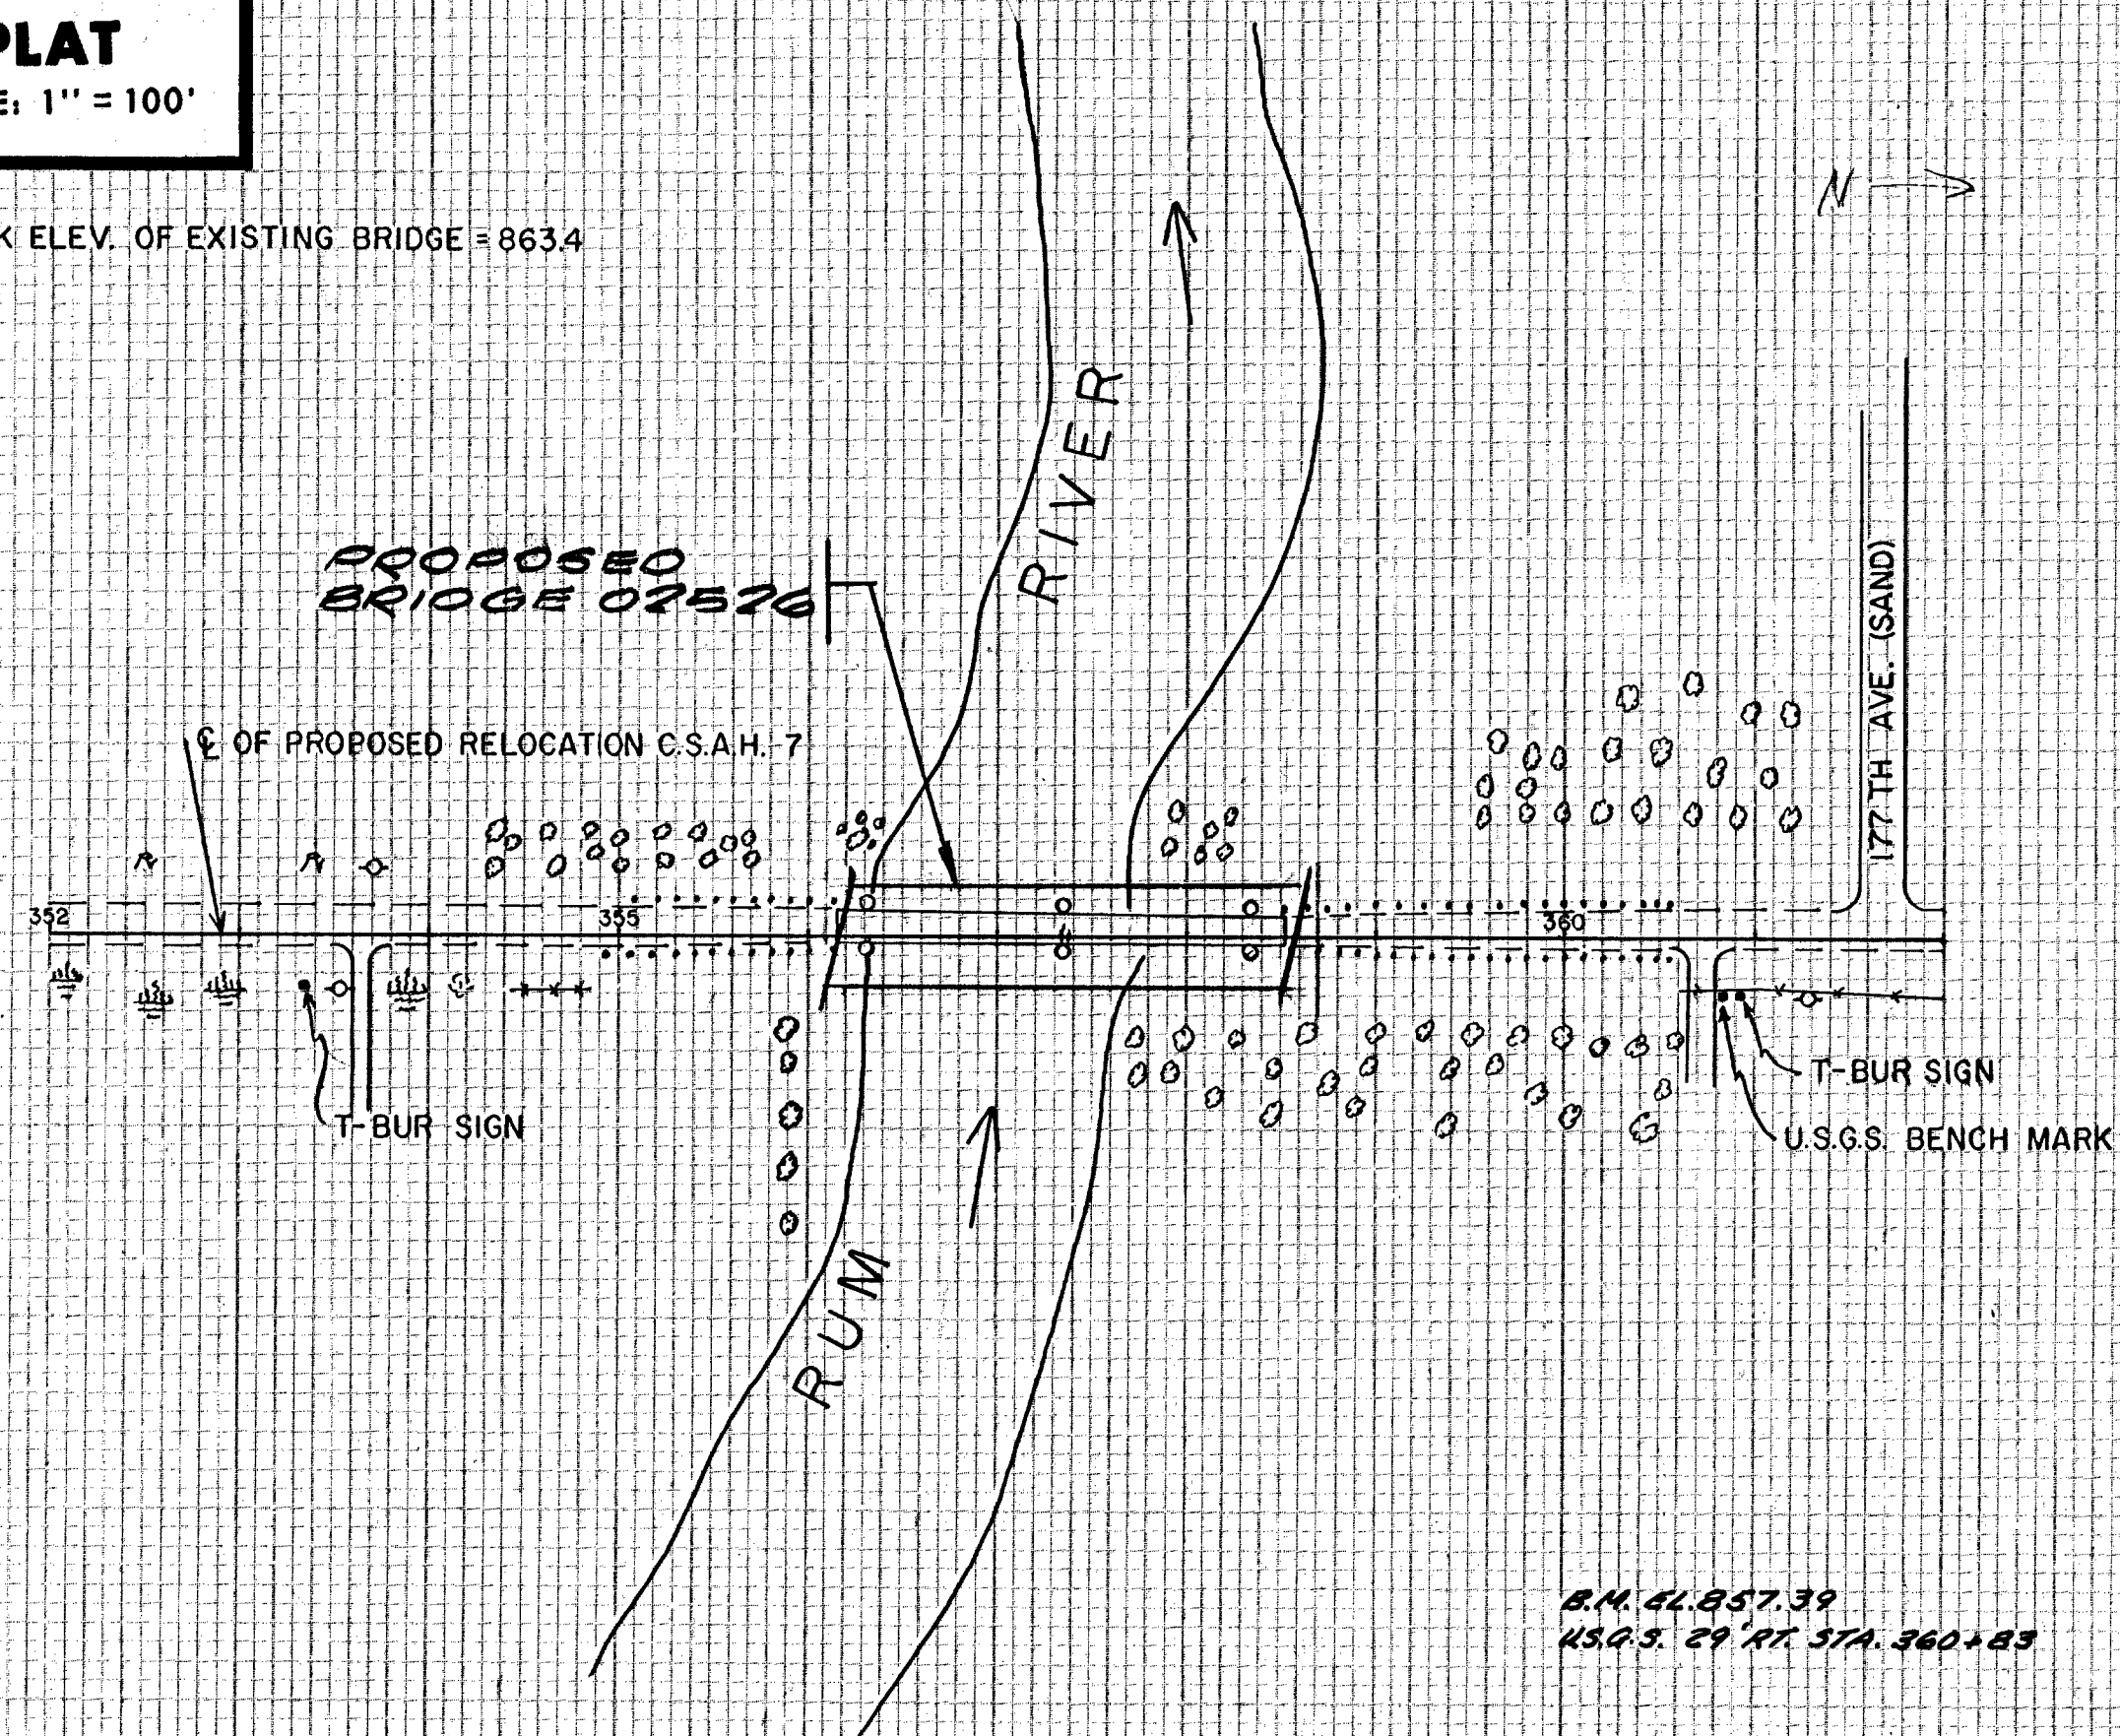 PLAT
E: 1" = 100'
N
K ELEV. OF EXISTING BRIDGE = 863.4
RIVER
PROPOSED
BRIDGE 02526
177 TH AVE. (SAND)
℄ OF PROPOSED RELOCATION C.S.A.H. 7
352
355
360
T-BUR SIGN
T-BUR SIGN
U.S.G.S. BENCH MARK
RUM
B.M. EL.857.39
U.S.G.S. 29' RT. STA. 360+83